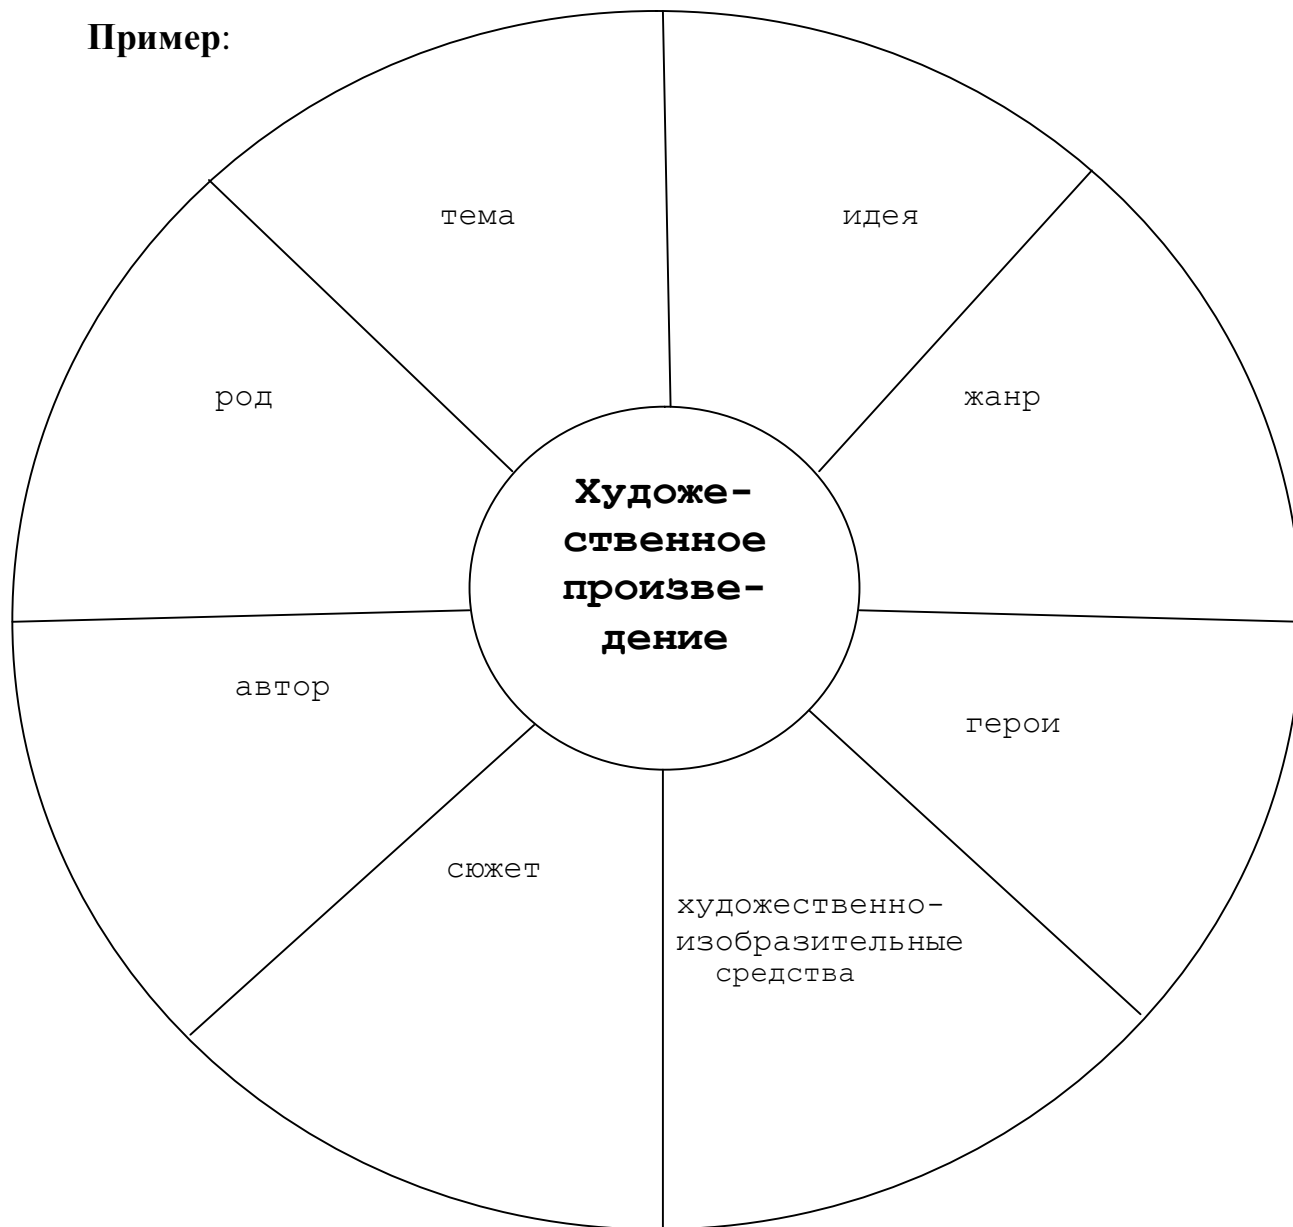 Пример:
тема
идея
род
жанр
Художе-
ственное
произве-
дение
автор
герои
сюжет
художественно-
изобразительные
средства